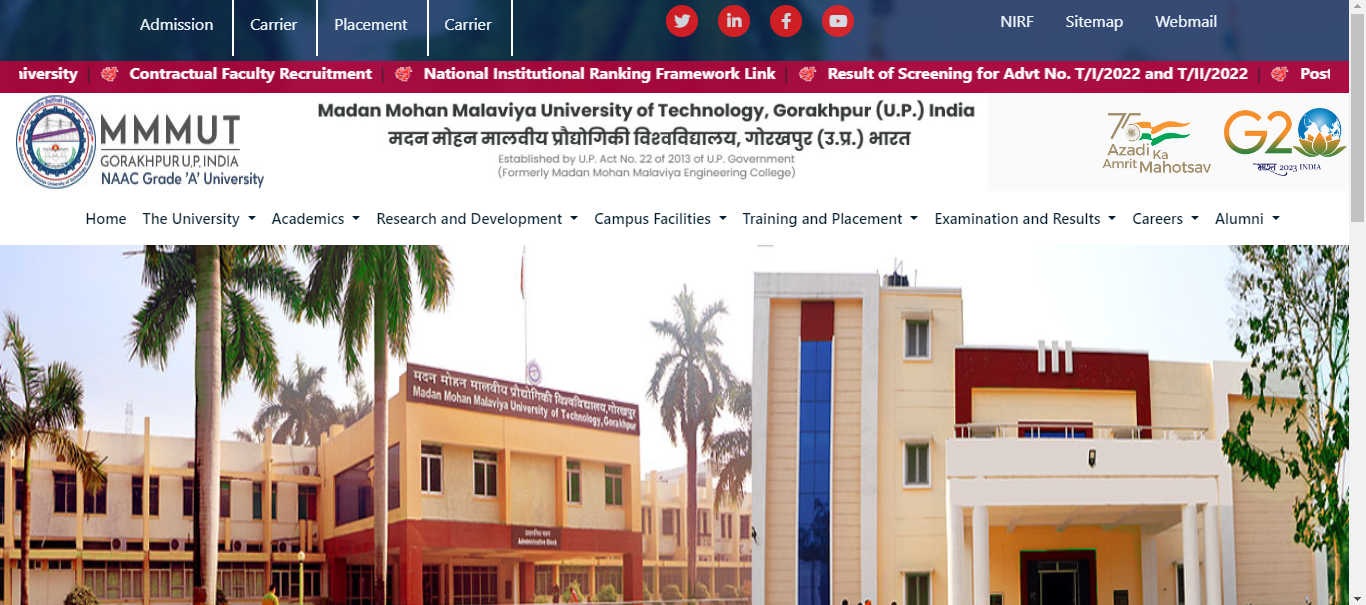 Admission Carrier Placement Carrier NIRF Sitemap Webmail
iversity Contractual Faculty Recruitment National Institutional Ranking Framework Link Result of Screening for Advt No. T/I/2022 and T/II/2022 Post
MMMUT
GORAKHPUR U.P, INDIA
NAAC Grade 'A' University
Madan Mohan Malaviya University of Technology, Gorakhpur (U.P.) India
मदन मोहन मालवीय प्रौद्योगिकी विश्वविद्यालय, गोरखपुर (उ.प्र.) भारत
Established by U.P. Act No. 22 of 2013 of U.P. Government
(Formerly Madan Mohan Malaviya Engineering College)
75
Azadi Ka
Amrit Mahotsav
G20
भारत 2023 INDIA
Home The University Academics Research and Development Campus Facilities Training and Placement Examination and Results Careers Alumni
मदन मोहन मालवीय प्रौद्योगिकी विश्वविद्यालय,गोरखपुर
Madan Mohan Malaviya University of Technology, Gorakhpur
प्रशासनिक भवन
Administrative Block